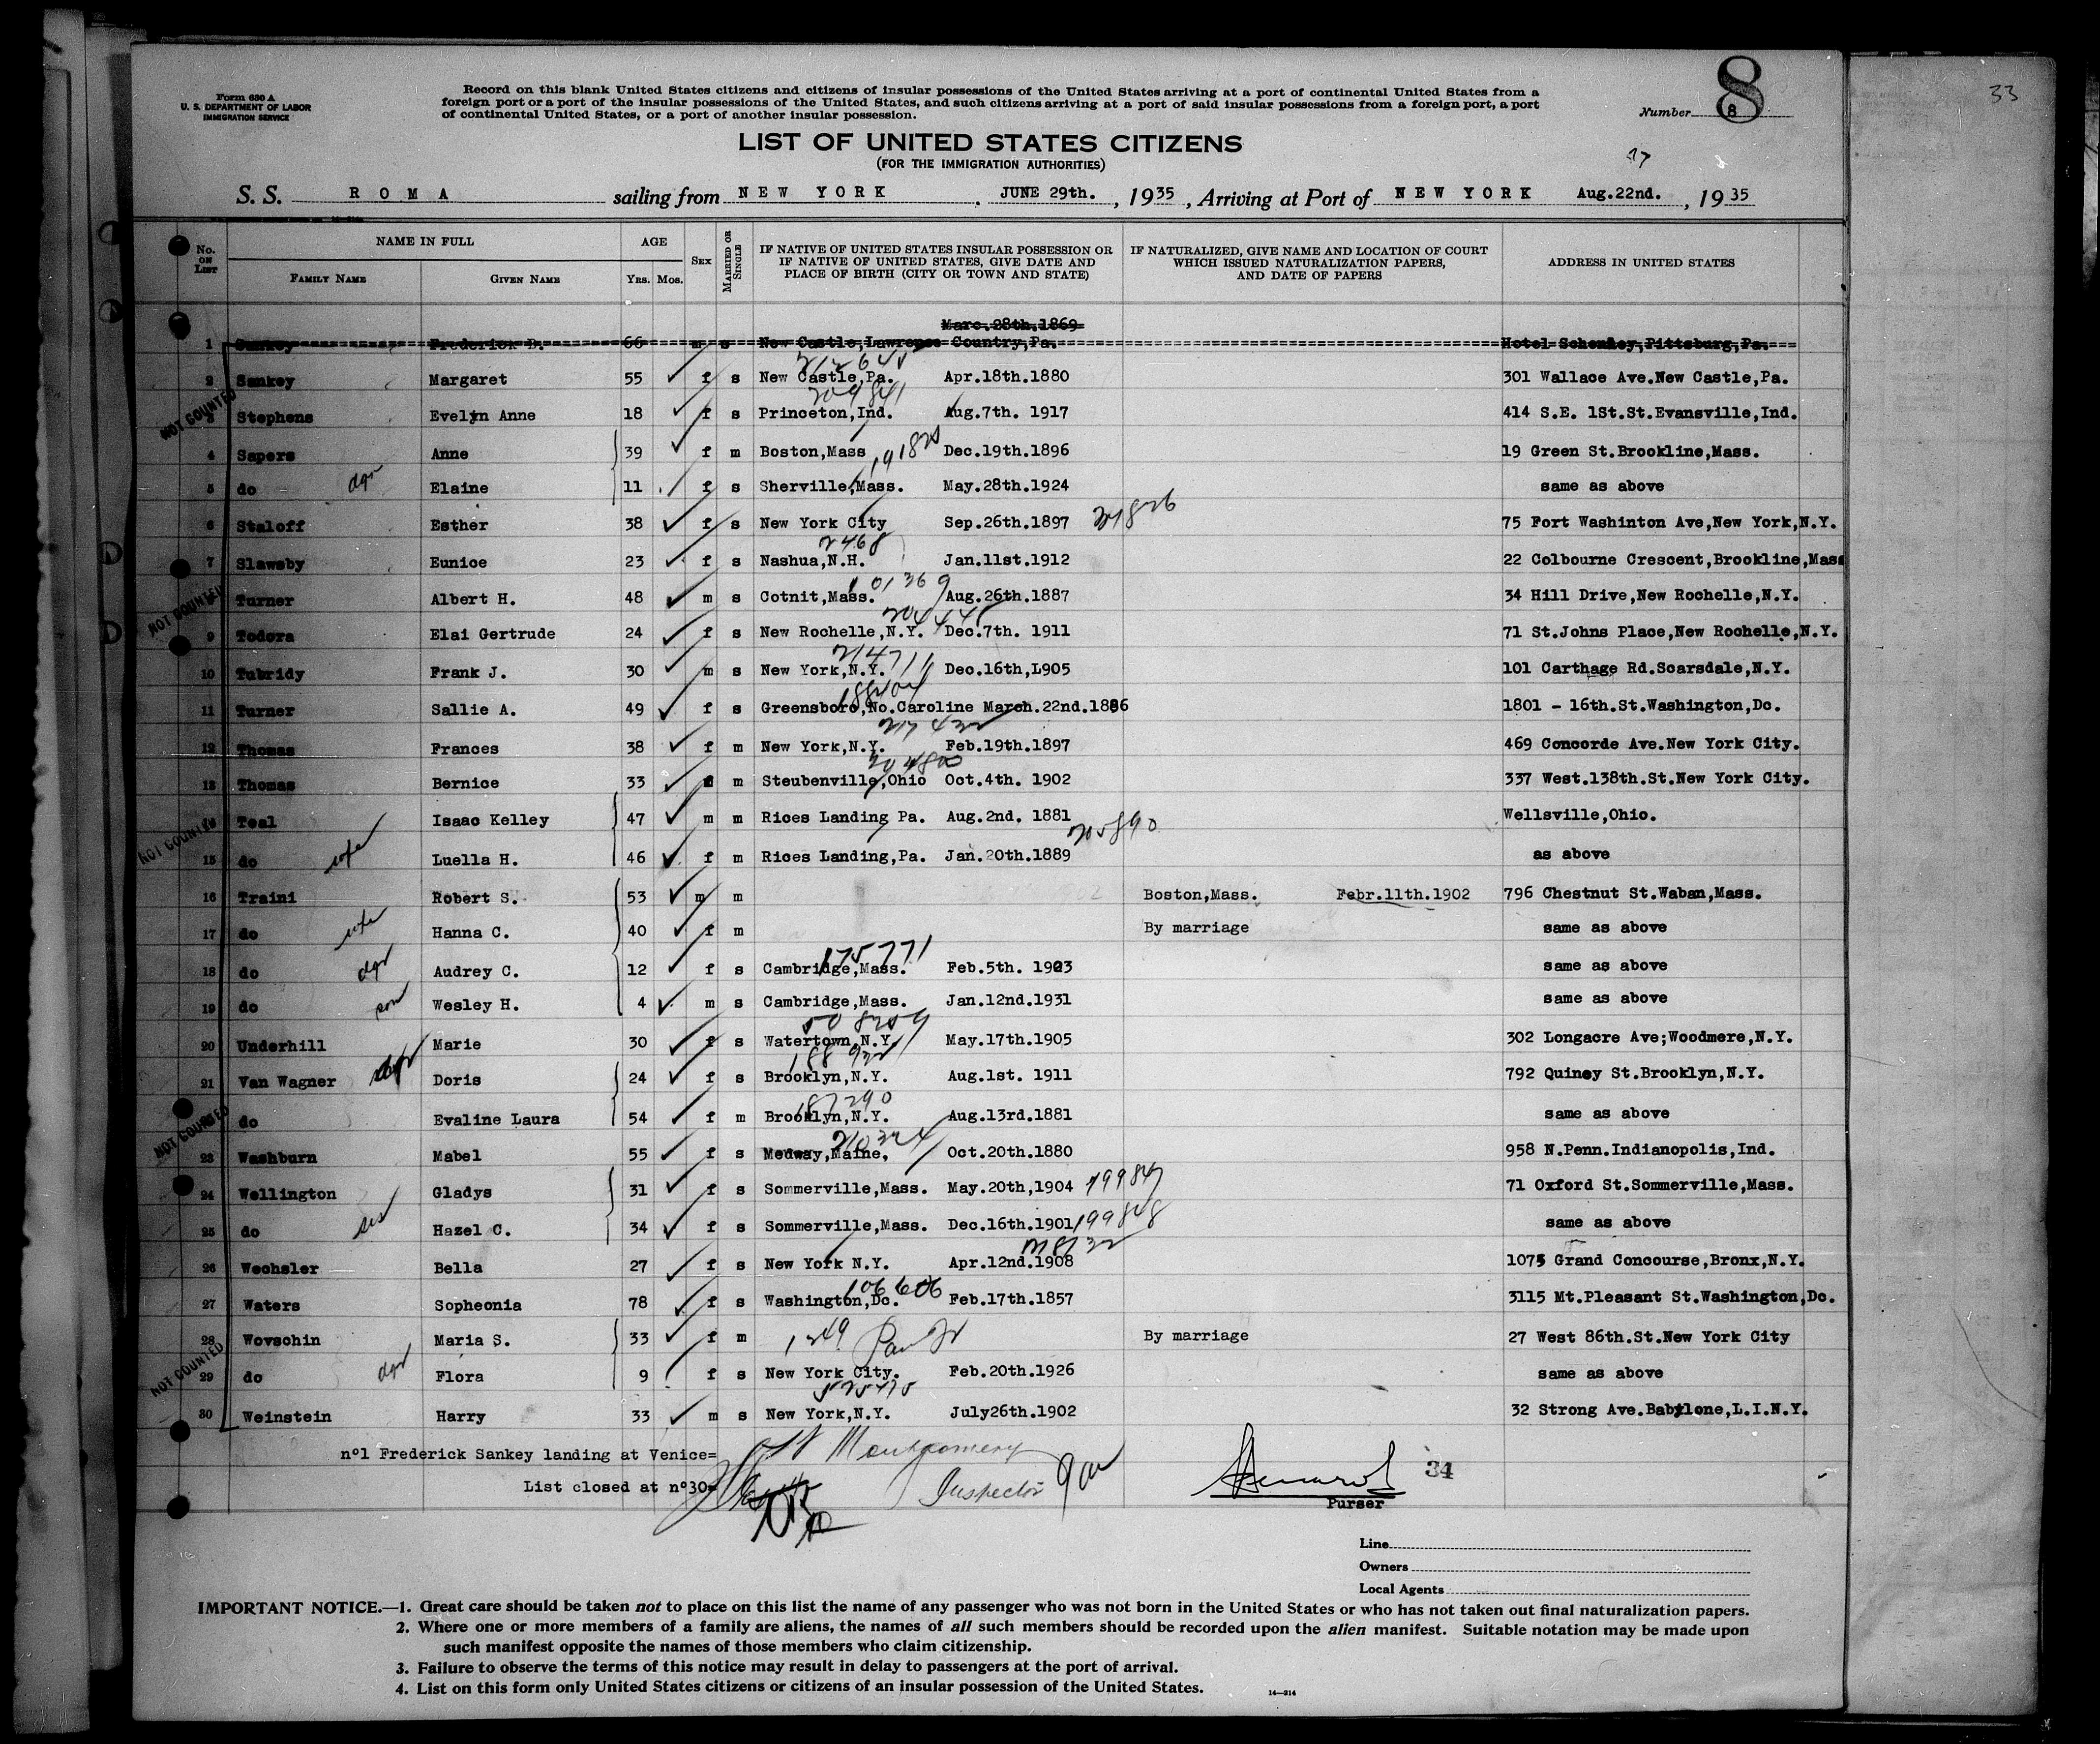 33
Form 630 A
U. S. DEPARTMENT OF LABOR
IMMIGRATION SERVICE
Record on this blank United States citizens and citizens of insular possessions of the United States arriving at a port of continental United States from a
foreign port or a port of the insular possessions of the United States, and such citizens arriving at a port of said insular possessions from a foreign port, a port
of continental United States, or a port of another insular possession.
Number 8
8
LIST OF UNITED STATES CITIZENS
(FOR THE IMMIGRATION AUTHORITIES)
S. S. ROMA sailing from NEW YORK, JUNE 29th., 1935, Arriving at Port of NEW YORK Aug.22nd., 1935
No. ON LIST
NAME IN FULL
FAMILY NAME
GIVEN NAME
AGE
YRS. MOS.
SEX
MARRIED OR SINGLE
IF NATIVE OF UNITED STATES INSULAR POSSESSION OR
IF NATIVE OF UNITED STATES, GIVE DATE AND
PLACE OF BIRTH (CITY OR TOWN AND STATE)
IF NATURALIZED, GIVE NAME AND LOCATION OF COURT
WHICH ISSUED NATURALIZATION PAPERS,
AND DATE OF PAPERS
ADDRESS IN UNITED STATES
Marc.28th.1869
1 Sankey Frederick D. 66 m s New Castle,Lawrence Country,Pa. Hotel Schenley,Pittsburg,Pa.
2 Sankey Margaret 55 f s New Castle,Pa. Apr.18th.1880 301 Wallace Ave.New Castle,Pa.
NOT COUNTED
3 Stephens Evelyn Anne 18 f s Princeton,Ind. Aug.7th. 1917 414 S.E. 1St.St.Evansville,Ind.
4 Sapers Anne 39 f m Boston,Mass Dec.19th.1896 19 Green St.Brookline,Mass.
5 do Elaine 11 f s Sherville,Mass. May.28th.1924 same as above
6 Staloff Esther 38 f s New York City Sep.26th.1897 75 Fort Washinton Ave,New York,N.Y.
7 Slawsby Eunice 23 f s Nashua,N.H. Jan.11st.1912 22 Colbourne Crescent,Brookline,Mass
NOT COUNTED
Turner Albert H. 48 m s Cotnit,Mass. Aug.26th.1887 34 Hill Drive,New Rochelle,N.Y.
9 Todora Elai Gertrude 24 f s New Rochelle,N.Y. Dec.7th. 1911 71 St.Johns Place,New Rochelle,N.Y.
10 Tubridy Frank J. 30 m s New York,N.Y. Dec.16th,L905 101 Carthage Rd.Scarsdale,N.Y.
11 Turner Sallie A. 49 f s Greensboro,No.Caroline March.22nd.1886 1801 - 16th.St.Washington,Dc.
12 Thomas Frances 38 f m New York,N.Y. Feb.19th.1897 469 Concorde Ave.New York City.
13 Thomas Bernice 33 f m Steubenville,Ohio Oct.4th. 1902 337 West.138th.St.New York City.
14 Teal Isaac Kelley 47 m m Rices Landing Pa. Aug.2nd. 1881 Wellsville,Ohio.
NOT COUNTED
15 do wife Luella H. 46 f m Rices Landing,Pa. Jan.20th.1889 as above
16 Traini Robert S. 53 m m Boston,Mass. Febr.11th.1902 796 Chestnut St.Waban,Mass.
17 do wife Hanna C. 40 f m By marriage same as above
175771
18 do dgr Audrey C. 12 f s Cambridge,Mass. Feb.5th. 1923 same as above
19 do son Wesley H. 4 m s Cambridge,Mass. Jan.12nd.1931 same as above
20 Underhill Marie 30 f s Watertown,N.Y. May.17th.1905 302 Longacre Ave;Woodmere,N.Y.
21 Van Wagner Doris 24 f s Brooklyn,N.Y. Aug.1st. 1911 792 Quiney St.Brooklyn,N.Y.
NOT COUNTED
do Evaline Laura 54 f m Brooklyn,N.Y. Aug.13rd.1881 same as above
23 Washburn Mabel 55 f s Medway,Maine, Oct.20th.1880 958 N.Penn.Indianopolis,Ind.
24 Wellington Gladys 31 f s Sommerville,Mass. May.20th,1904 199847 71 Oxford St.Sommerville,Mass.
25 do sis Hazel C. 34 f s Sommerville,Mass. Dec.16th.1901 199848 same as above
26 Wechsler Bella 27 f s New York N.Y. Apr.12nd.1908 1075 Grand Concourse,Bronx,N.Y.
106606
27 Waters Sopheonia 78 f s Washington,Dc. Feb.17th.1857 3115 Mt.Pleasant St.Washington,Dc.
28 Wovschin Maria S. 33 f m By marriage 27 West 86th.St.New York City
NOT COUNTED
29 do dgr Flora 9 f s New York City. Feb.20th.1926 same as above
30 Weinstein Harry 33 m s New York,N.Y. July26th.1902 32 Strong Ave.Babylone,L.I.N.Y.
nº1 Frederick Sankey landing at Venice=
List closed at nº30=
Montgomery
Inspector
34
Purser
Line
Owners
Local Agents
IMPORTANT NOTICE.—1. Great care should be taken not to place on this list the name of any passenger who was not born in the United States or who has not taken out final naturalization papers.
2. Where one or more members of a family are aliens, the names of all such members should be recorded upon the alien manifest. Suitable notation may be made upon
such manifest opposite the names of those members who claim citizenship.
3. Failure to observe the terms of this notice may result in delay to passengers at the port of arrival.
4. List on this form only United States citizens or citizens of an insular possession of the United States.
14—214